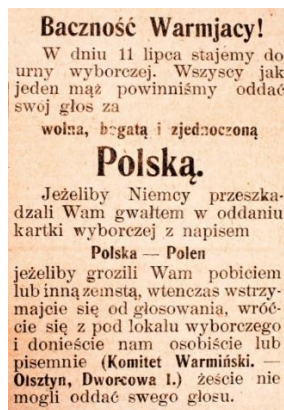 Baczność Warmjacy!
W dniu 11 lipca stajemy do
urny wyborczej. Wszyscy jak
jeden mąż powinniśmy oddać
swoj głos za
wolna, bogatą i zjednoczoną
Polską.
Jeżeliby Niemcy przeszka-
dzali Wam gwałtem w oddaniu
kartki wyborczej z napisem
Polska — Polen
jeżeliby grozili Wam pobiciem
lub inną zemstą, wtenczas wstrzy-
majcie się od głosowania, wróć-
cie się z pod lokalu wyborczego
i donieście nam osobiście lub
pisemnie (Komitet Warmiński. —
Olsztyn, Dworcowa I.) żeście nie
mogli oddać swego głosu.